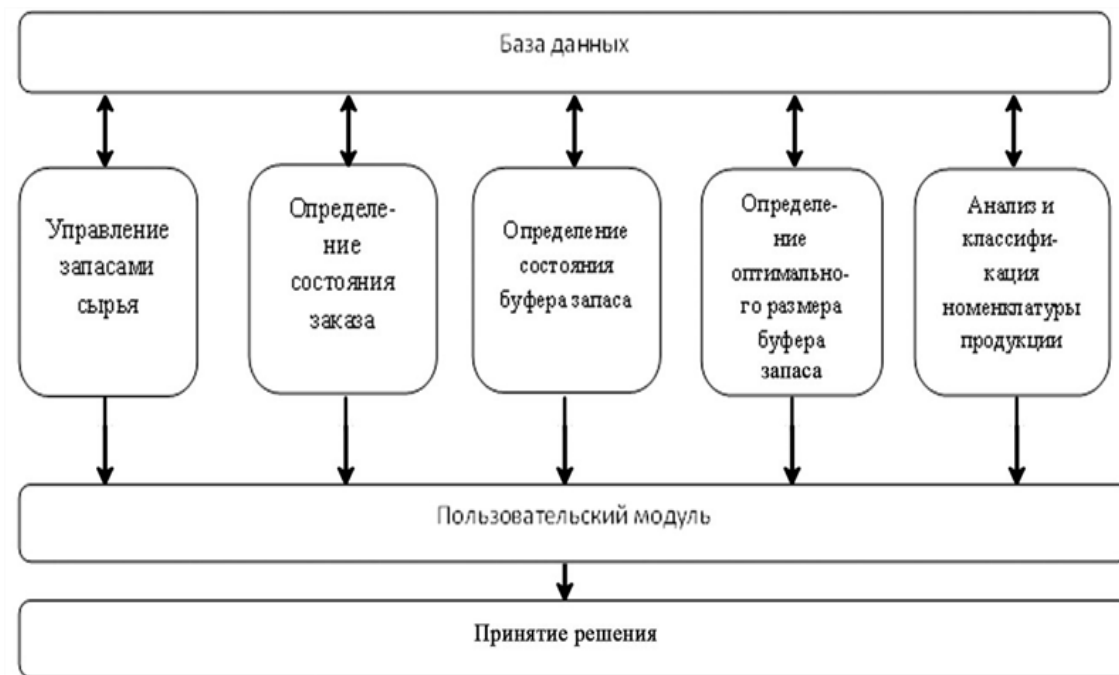 База данных
Управление
запасами
сырья
Определе-
ние
состояния
заказа
Определение
состояния
буфера запаса
Определе-
ние
оптимально-
го размера
буфера
запаса
Анализ и
классифи-
кация
номенклатуры
продукции
Пользовательский модуль
Принятие решения